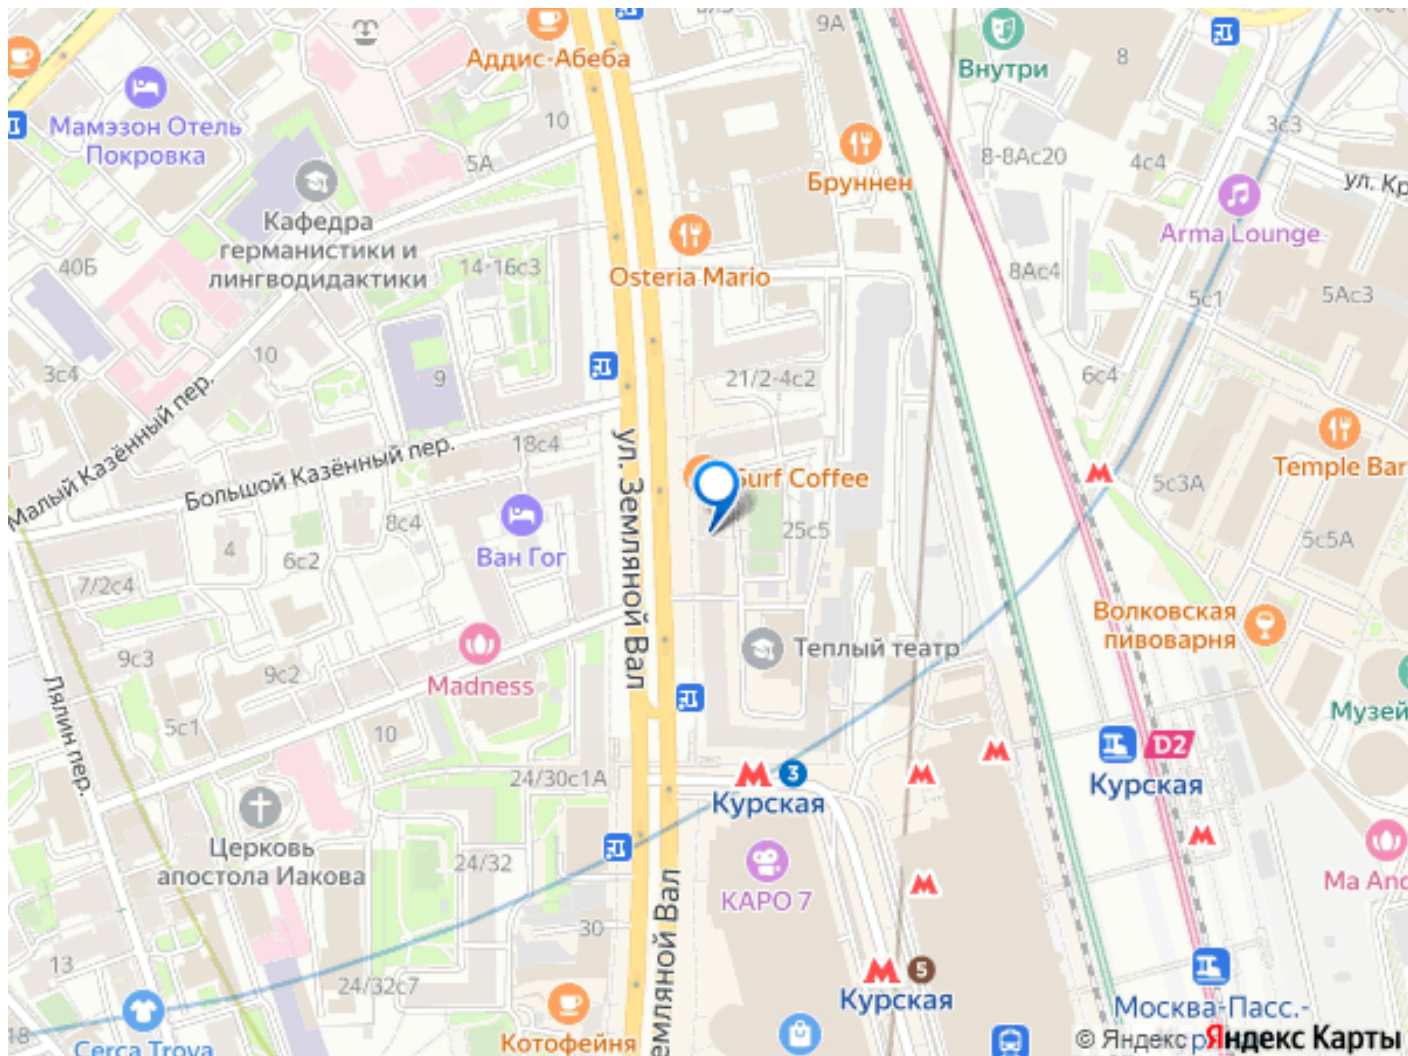 9А
Аддис-Абеба
Внутри
8
Мамэзон Отель
Покровка
10
5А
3с3
8-8Ас20
4с4
Бруннен
ул. Кр
Кафедра
германистики и
лингводидактики
Arma Lounge
40Б
14-16с3
Osteria Mario
8Ас4
5с1
5Ас3
10
3с4
9
21/2-4с2
6с4
Малый Казённый пер.
Большой Казённый пер.
18с4
ул. Земляной Вал
Surf Coffee
Temple Bar
5с3А
8с4
4
6с2
Ван Гог
25с5
5с5А
7/2с4
Волковская
пивоварня
9с3
9с2
Madness
Теплый театр
Лялин пер.
5с1
10
Музей
D2
Курская
24/30с1А
3
Курская
Церковь
апостола Иакова
24/32
КАРО 7
Ма Anc
емляной Вал
30
13
24/32с7
5
Курская
Москва-Пасс.-
18
Cerca Trova
Котофейня
© Яндекс
Яндекс Карты